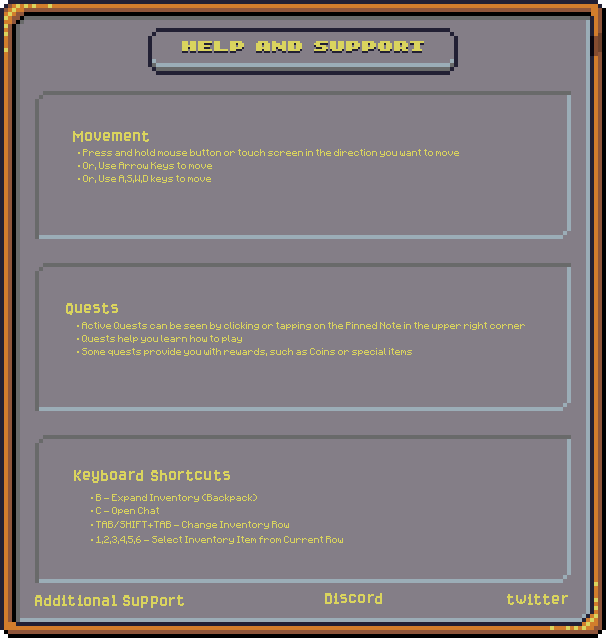 HELP AND SUPPORT
Movement
• Press and hold mouse button or touch screen in the direction you want to move
• Or, Use Arrow Keys to move
• Or, Use A,S,W,D keys to move
Quests
• Active Quests can be seen by clicking or tapping on the Pinned Note in the upper right corner
• Quests help you learn how to play
• Some quests provide you with rewards, such as Coins or special items
Keyboard Shortcuts
• B - Expand Inventory (Backpack)
• C - Open Chat
• TAB/SHIFT+TAB - Change Inventory Row
• 1,2,3,4,5,6 - Select Inventory Item from Current Row
Additional Support Discord twitter